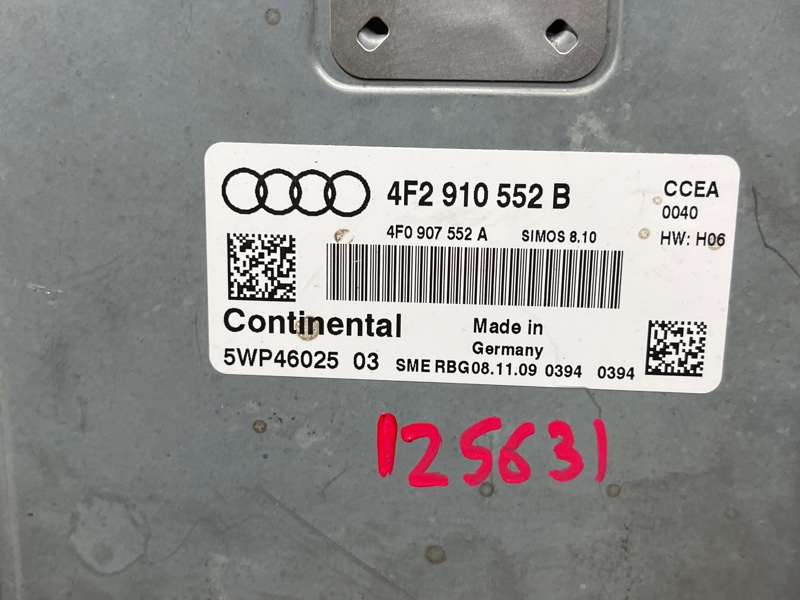 4F2 910 552 B
CCEA
0040
4F0 907 552 A SIMOS 8.10
HW: H06
Continental
Made in
Germany
5WP46025 03 SME RBG08.11.09 0394 0394
125631